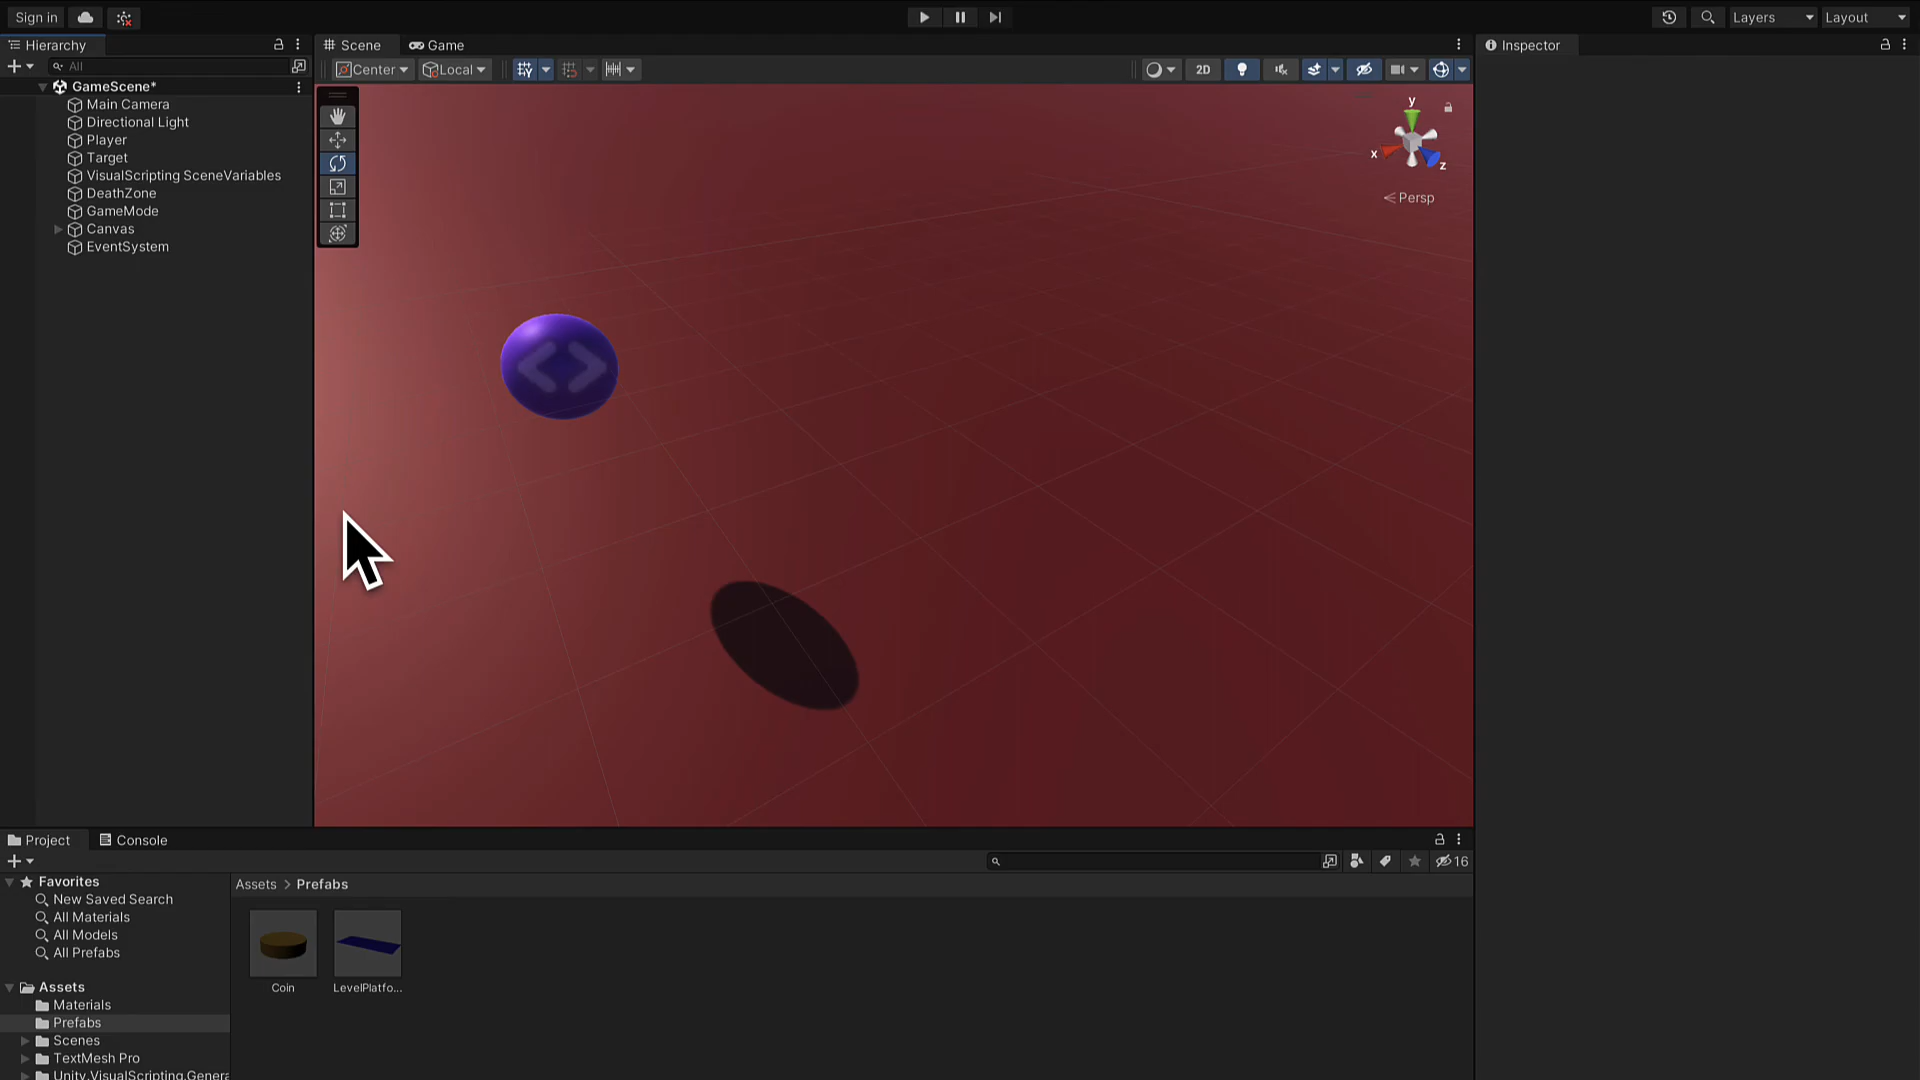 Sign in
Layers
Layout
Hierarchy
All
GameScene*
Main Camera
Directional Light
Player
Target
VisualScripting SceneVariables
DeathZone
GameMode
Canvas
EventSystem
Scene
Game
Center
Local
2D
y
x
z
Persp
Inspector
Project
Console
16
Favorites
New Saved Search
All Materials
All Models
All Prefabs
Assets
Materials
Prefabs
Scenes
TextMesh Pro
Unity.VisualScripting.Genera
Assets > Prefabs
Coin
LevelPlatfo...